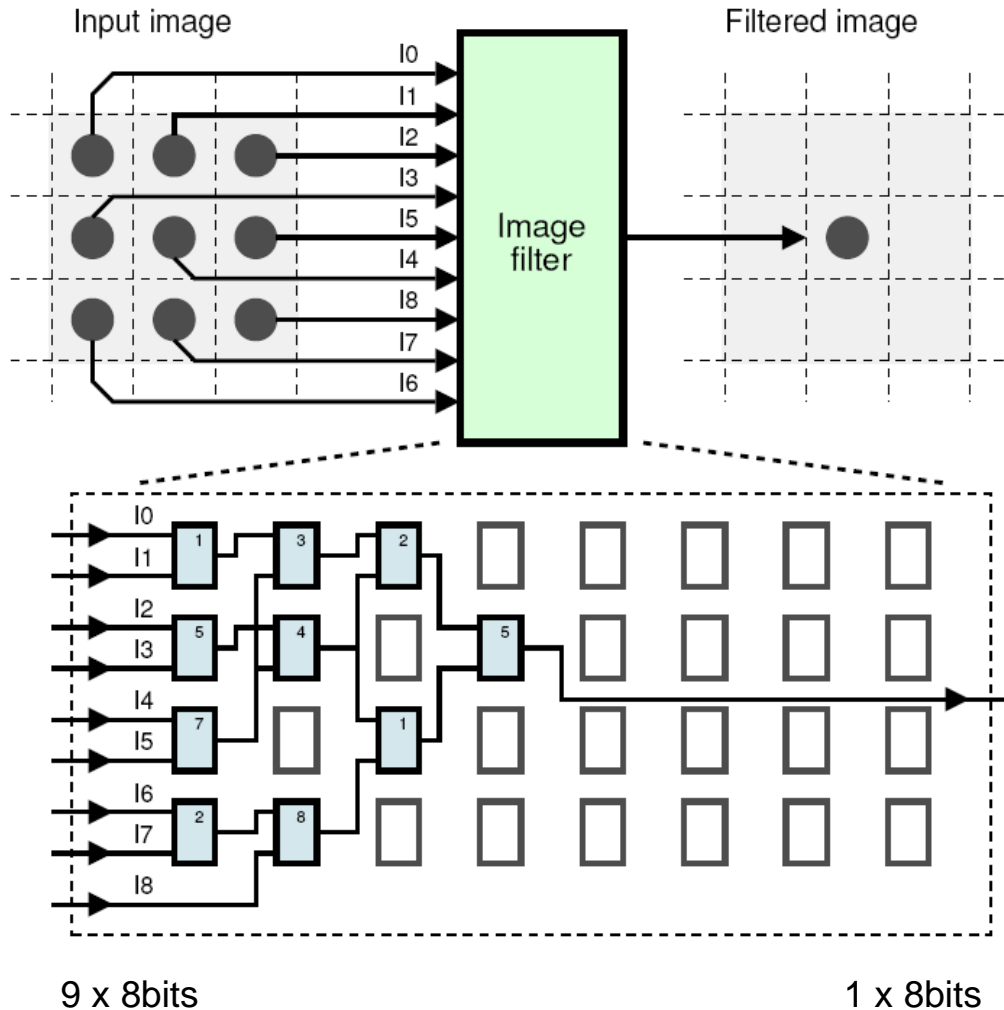 Input image
Filtered image
I0
I1
I2
I3
I5
I4
I8
I7
I6
Image
filter
I0
I1
I2
I3
I4
I5
I6
I7
I8
1
3
2
5
4
5
7
1
2
8
9 x 8bits
1 x 8bits